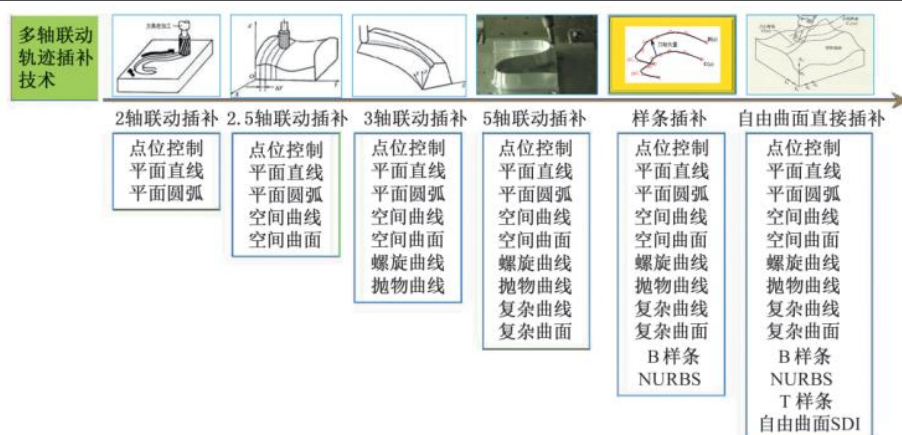 多轴联动
轨迹插补
技术
2轴联动插补
点位控制
平面直线
平面圆弧
2.5轴联动插补
点位控制
平面直线
平面圆弧
空间曲线
空间曲面
3轴联动插补
点位控制
平面直线
平面圆弧
空间曲线
空间曲面
螺旋曲线
抛物曲线
5轴联动插补
点位控制
平面直线
平面圆弧
空间曲线
空间曲面
螺旋曲线
抛物曲线
复杂曲线
复杂曲面
样条插补
点位控制
平面直线
平面圆弧
空间曲线
空间曲面
螺旋曲线
抛物曲线
复杂曲线
复杂曲面
B样条
NURBS
自由曲面直接插补
点位控制
平面直线
平面圆弧
空间曲线
空间曲面
螺旋曲线
抛物曲线
复杂曲线
复杂曲面
B样条
NURBS
T样条
自由曲面SDI